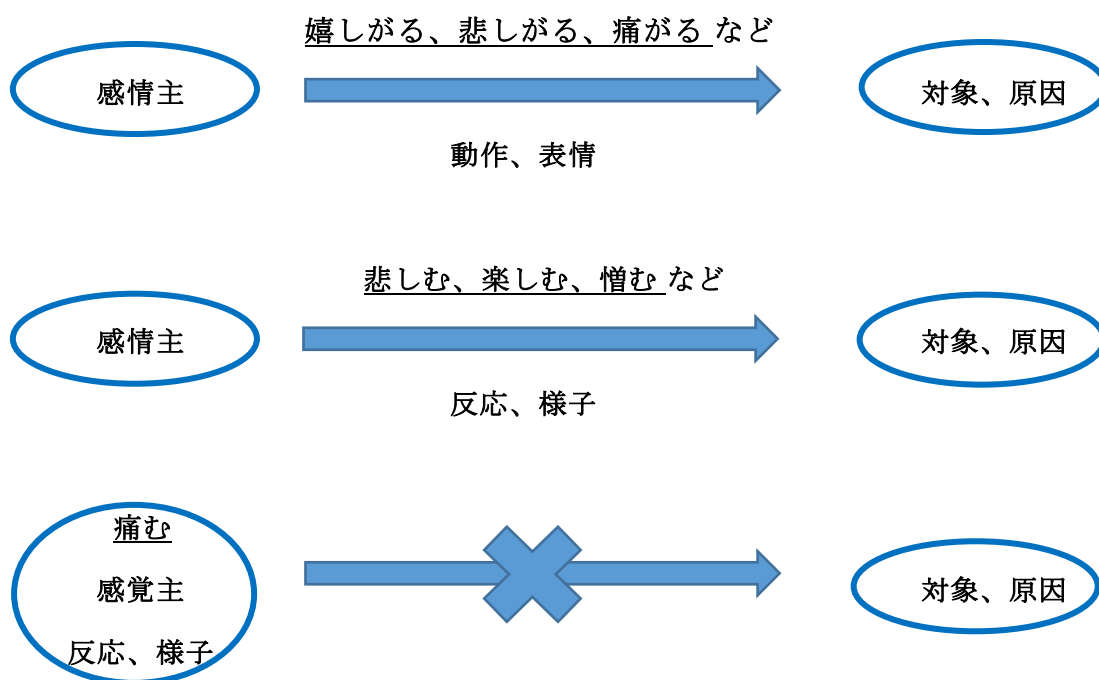 嬉しがる、悲しがる、痛がる など
感情主
対象、原因
動作、表情
悲しむ、楽しむ、憎む など
感情主
対象、原因
反応、様子
痛む
感覚主
反応、様子
対象、原因